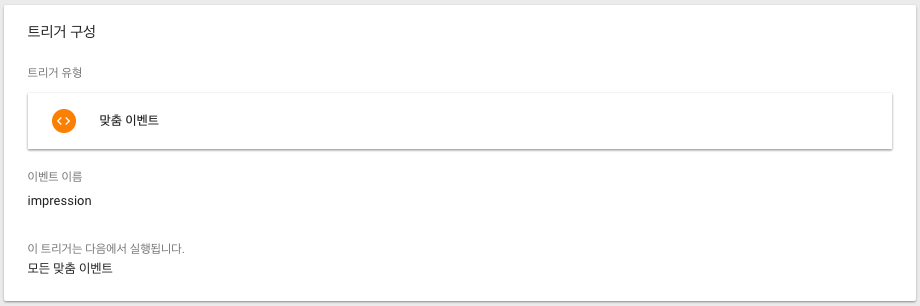 트리거 구성
트리거 유형
맞춤 이벤트
이벤트 이름
impression
이 트리거는 다음에서 실행됩니다.
모든 맞춤 이벤트